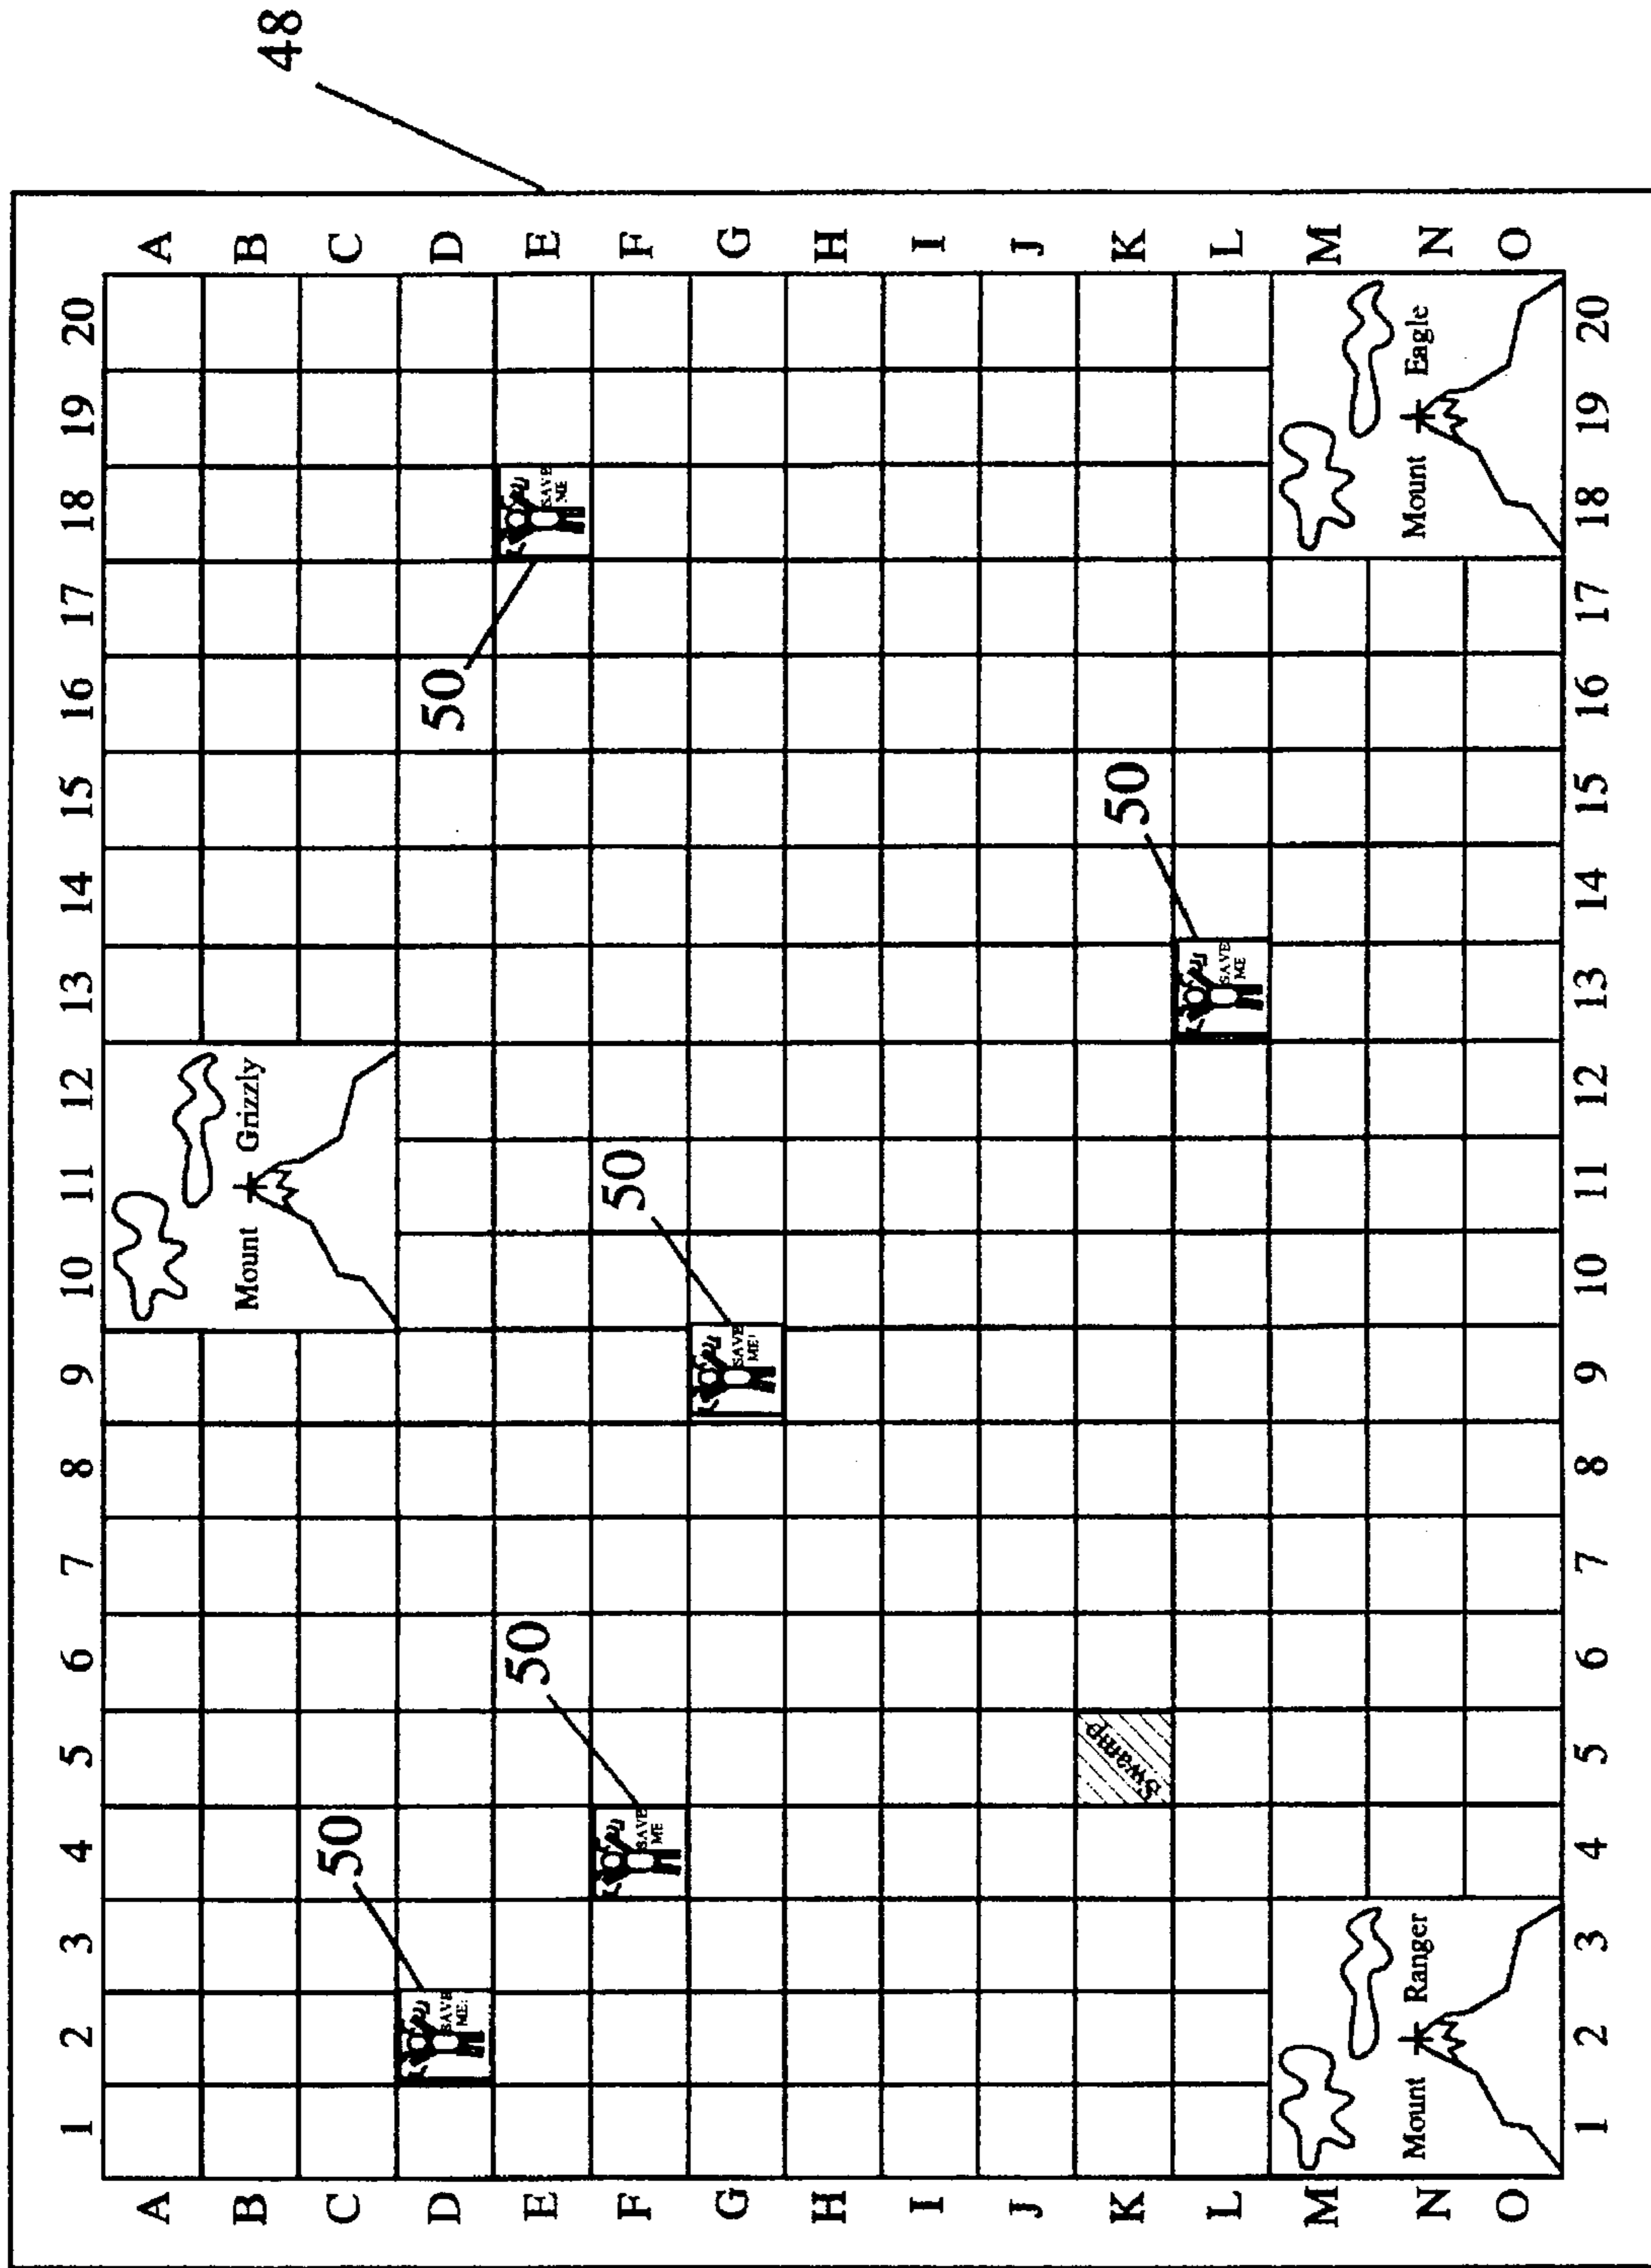 1 2 3 4 5 6 7 8 9 10 11 12 13 14 15 16 17 18 19 20
A A
B Mount Grizzly B
48
C 50 C
D SAVE 50 D
ME!
E 50 SAVE E
ME
F SAVE 50 F
ME
G SAVE G
ME!
H H
I I
J J
K Swamp 50 K
L SAVE L
ME
M M
N Mount Ranger Mount Eagle N
O O
1 2 3 4 5 6 7 8 9 10 11 12 13 14 15 16 17 18 19 20